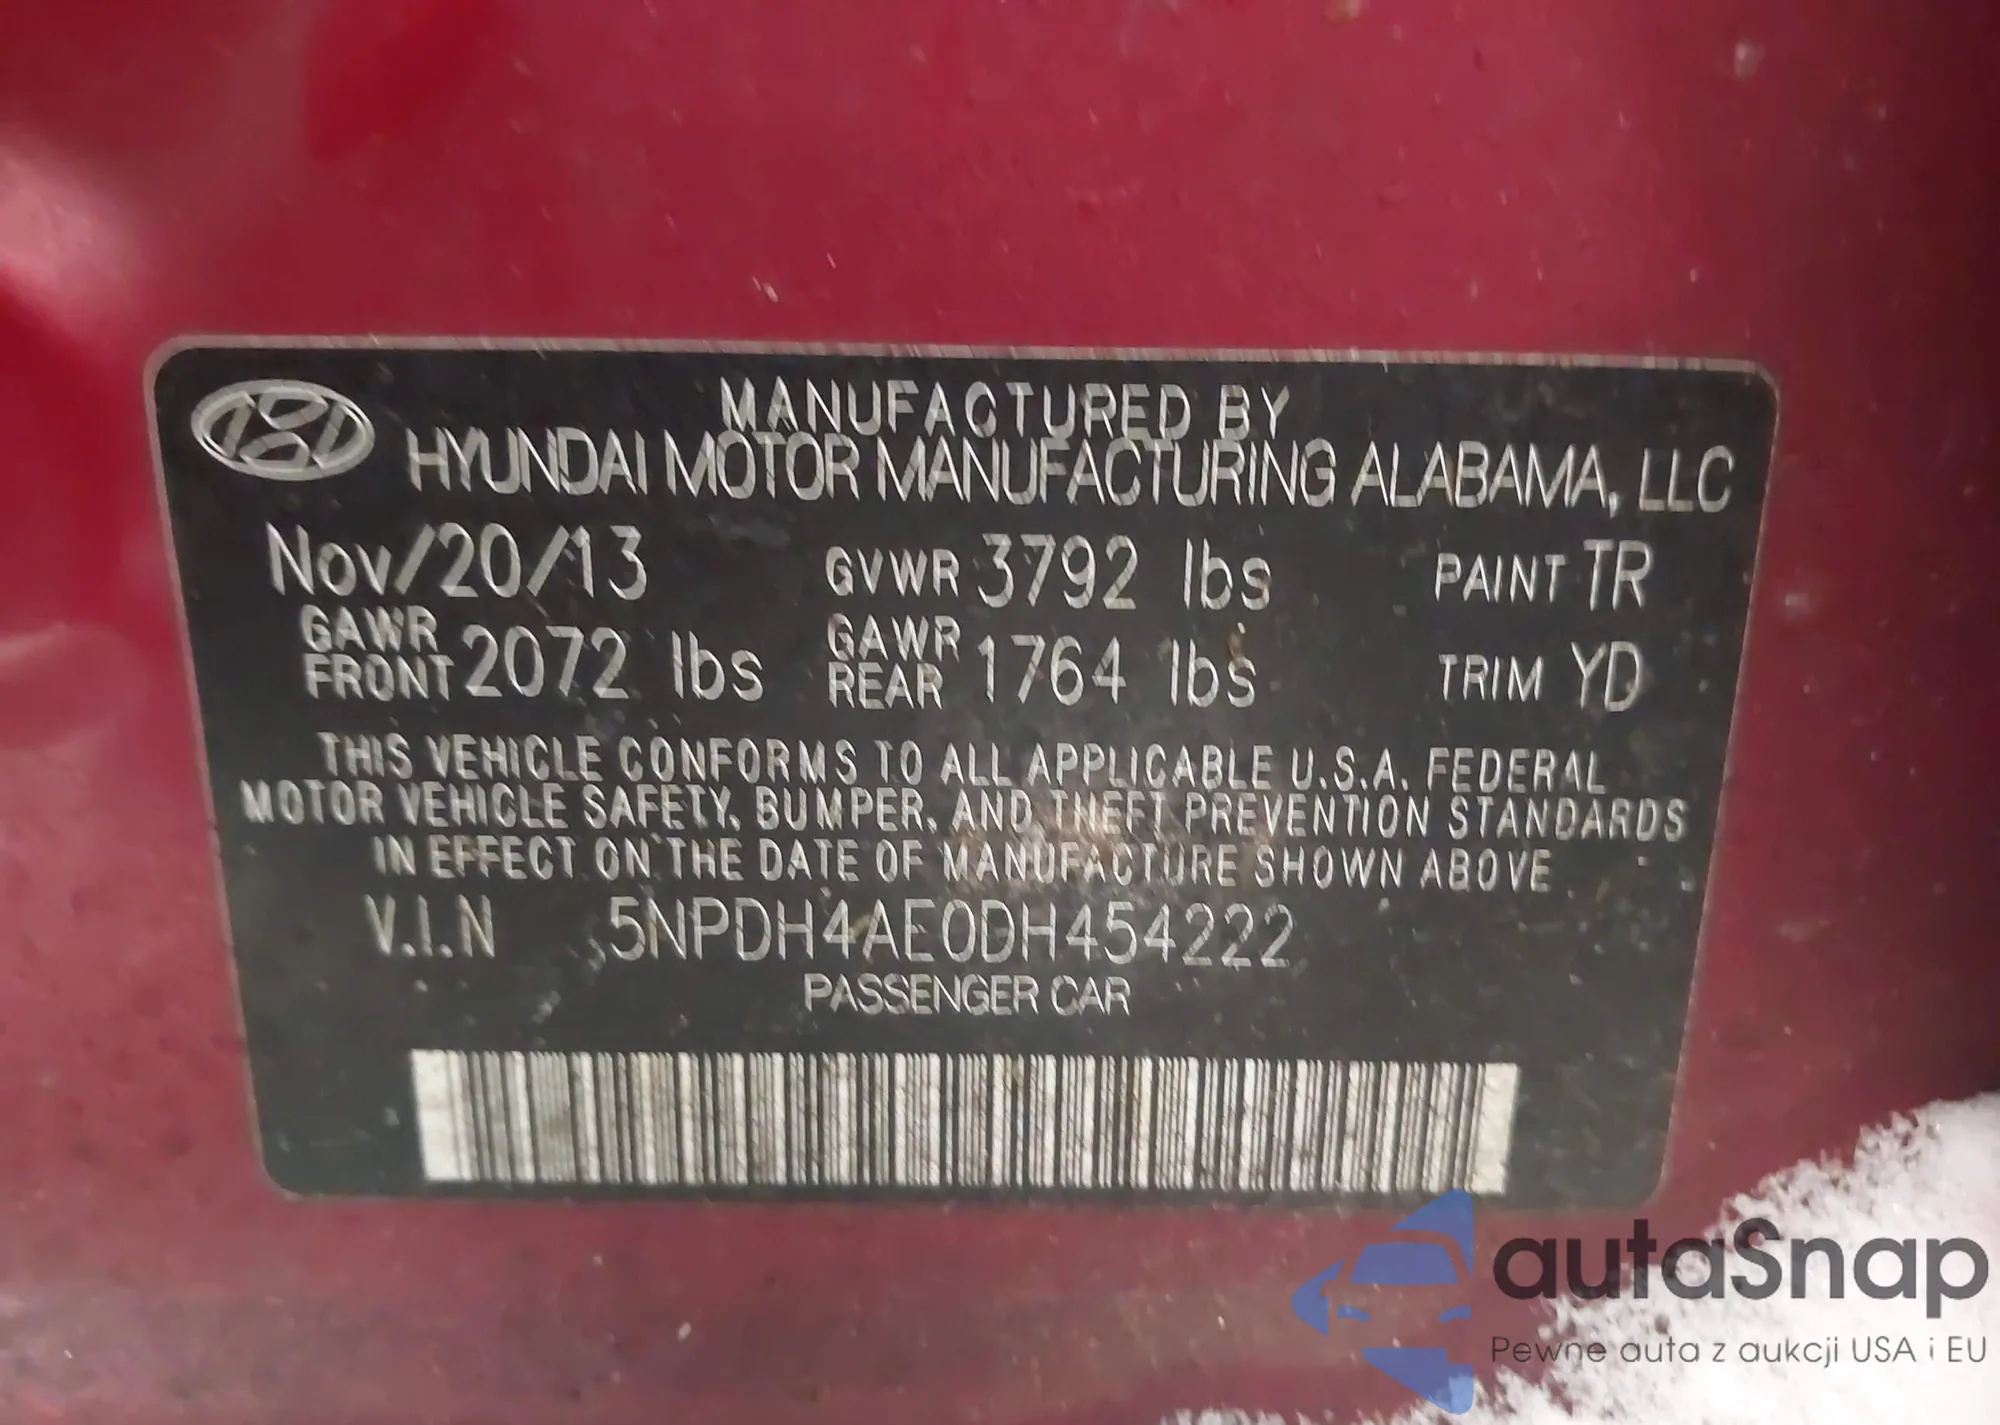 MANUFACTURED BY
HYUNDAI MOTOR MANUFACTURING ALABAMA, LLC
Nov/20/13 GVWR 3792 lbs PAINT TR
GAWR FRONT 2072 lbs GAWR REAR 1764 lbs TRIM YD
THIS VEHICLE CONFORMS TO ALL APPLICABLE U.S.A. FEDERAL
MOTOR VEHICLE SAFETY, BUMPER, AND THEFT PREVENTION STANDARDS
IN EFFECT ON THE DATE OF MANUFACTURE SHOWN ABOVE
V.I.N 5NPDH4AE0DH454222
PASSENGER CAR
autaSnap
Pewne auta z aukcji USA i EU